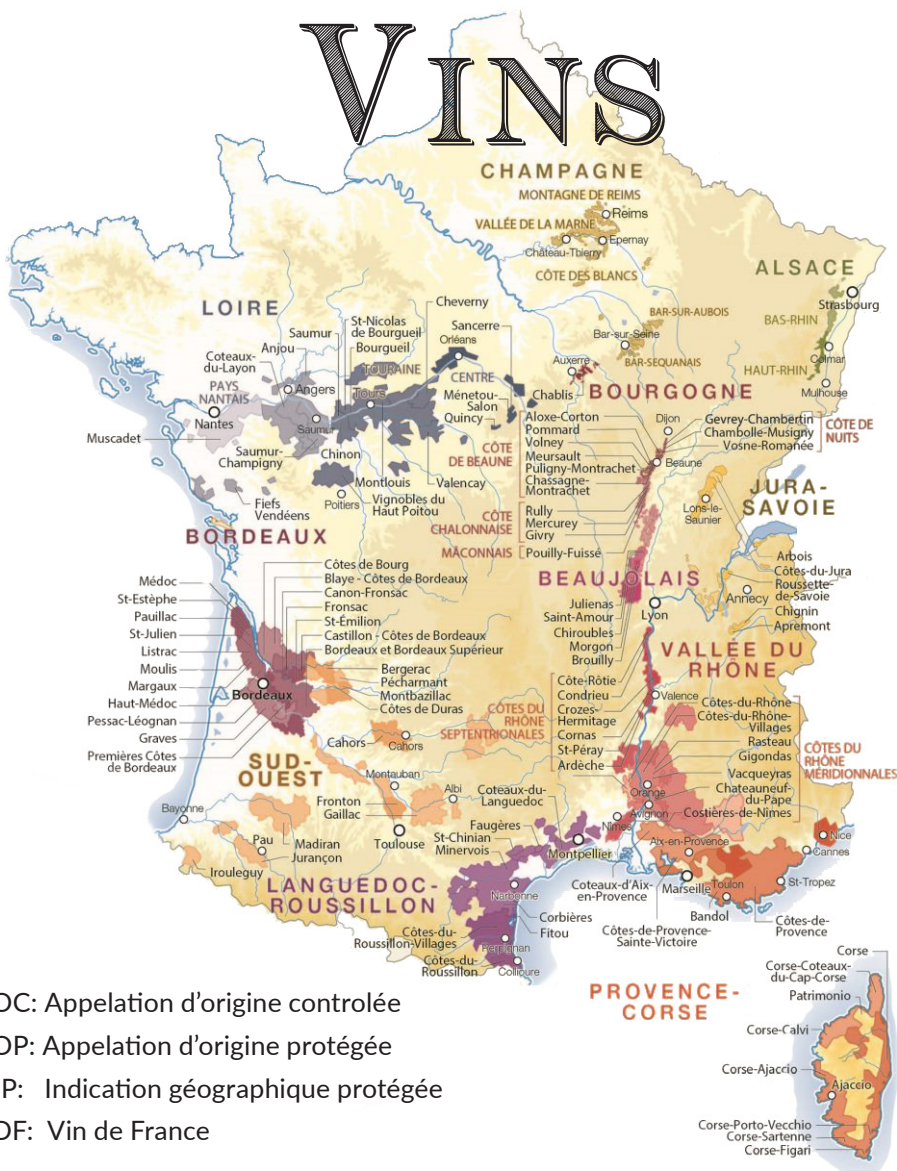 VINS
CHAMPAGNE
MONTAGNE DE REIMS
Reims
VALLÉE DE LA MARNE
Epernay
Château-Thierry
CÔTE DES BLANCS
ALSACE
Strasbourg
BAS-RHIN
Colmar
HAUT-RHIN
Mulhouse
BAR-SUR-AUBOIS
Bar-sur-Seine
BAR-SEQUANAIS
Auxerre
Chablis
BOURGOGNE
LOIRE
Cheverny
St-Nicolas
de Bourgueil
Sancerre
Saumur
Bourgueil
Orléans
Anjou
Coteaux-
du-Layon
TOURAINE
CENTRE
PAYS
NANTAIS
Angers
Tours
Ménetou-
Salon
Nantes
Saumur
Quincy
Muscadet
Saumur-
Champigny
Chinon
Montlouis
Valencay
Poitiers
Vignobles du
Haut Poitou
Fiefs
Vendéens
Aloxe-Corton
Pommard
Volney
Meursault
Puligny-Montrachet
Chassagne-
Montrachet
CÔTE
DE BEAUNE
Dijon
Beaune
Gevrey-Chambertin
Chambolle-Musigny
Vosne-Romanée
CÔTE DE
NUITS
Rully
Mercurey
Givry
CÔTE
CHALONNAISE
MÂCONNAIS
Pouilly-Fuissé
JURA-
SAVOIE
Lons-le-
Saunier
Arbois
Côtes-du-Jura
Roussette-
de-Savoie
Annecy
Chignin
Apremont
BEAUJOLAIS
Julienas
Saint-Amour
Chiroubles
Morgon
Brouilly
Lyon
BORDEAUX
Côtes de Bourg
Blaye - Côtes de Bordeaux
Canon-Fronsac
Fronsac
St-Émilion
Castillon - Côtes de Bordeaux
Bordeaux et Bordeaux Supérieur
Médoc
St-Estèphe
Pauillac
St-Julien
Listrac
Moulis
Margaux
Haut-Médoc
Pessac-Léognan
Graves
Premières Côtes
de Bordeaux
Bordeaux
Bergerac
Pécharmant
Montbazillac
Côtes de Duras
VALLÉE DU
RHÔNE
Côte-Rôtie
Condrieu
Crozes-
Hermitage
Cornas
St-Péray
Ardèche
CÔTES DU
RHÔNE
SEPTENTRIONALES
Valence
Côtes-du-Rhône
Côtes-du-Rhône-
Villages
Rasteau
Gigondas
Vacqueyras
Chateauneuf-
du-Pape
Costières-de-Nimes
CÔTES DU
RHÔNE
MÉRIDIONNALES
Orange
Avignon
Nîmes
SUD-
OUEST
Cahors
Cahors
Montauban
Albi
Fronton
Gaillac
Toulouse
Bayonne
Pau
Madiran
Jurançon
Irouleguy
Coteaux-du-
Languedoc
Faugères
St-Chinian
Minervois
Montpellier
LANGUEDOC-
ROUSSILLON
Narbonne
Corbières
Fitou
Côtes-du-
Roussillon-Villages
Perpignan
Côtes-du-
Roussillon
Collioure
Aix-en-Provence
Nice
Cannes
St-Tropez
Toulon
Marseille
Bandol
Coteaux-d'Aix-
en-Provence
Côtes-de-Provence-
Sainte-Victoire
Côtes-de-
Provence
PROVENCE-
CORSE
Corse
Corse-Coteaux-
du-Cap-Corse
Patrimonio
Corse-Calvi
Corse-Ajaccio
Ajaccio
Corse-Porto-Vecchio
Corse-Sartenne
Corse-Figari
OC: Appelation d'origine controlée
OP: Appelation d'origine protégée
P: Indication géographique protégée
DF: Vin de France